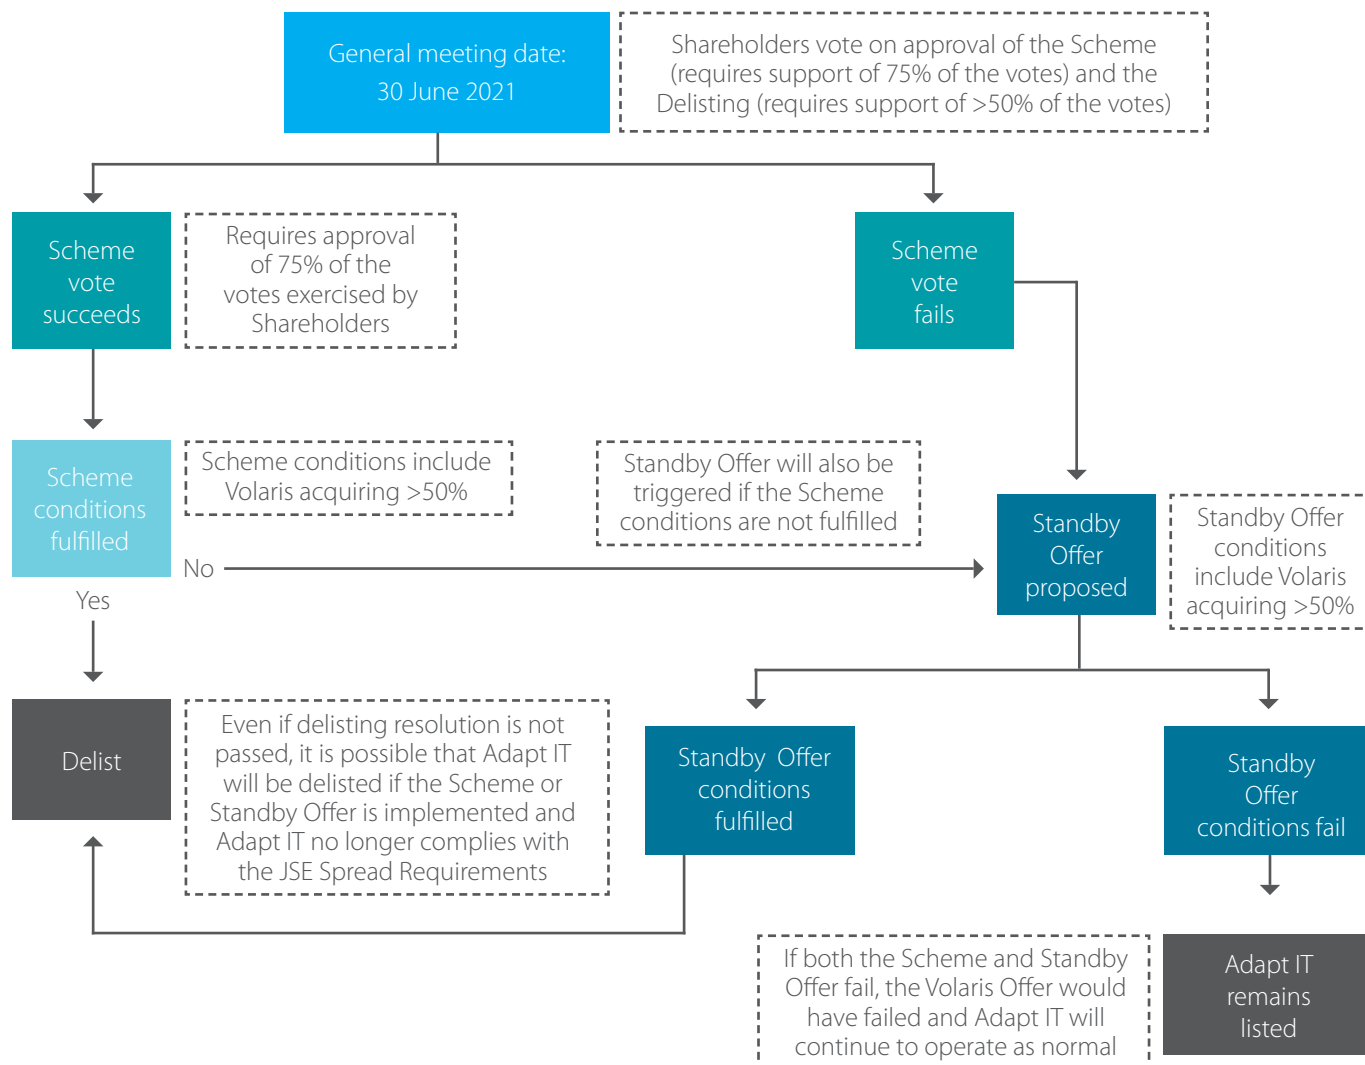 General meeting date:
30 June 2021
Shareholders vote on approval of the Scheme
(requires support of 75% of the votes) and the
Delisting (requires support of >50% of the votes)
Scheme
vote
succeeds
Requires approval
of 75% of the
votes exercised by
Shareholders
Scheme
vote
fails
Scheme
conditions
fulfilled
Scheme conditions include
Volaris acquiring >50%
Standby Offer will also be
triggered if the Scheme
conditions are not fulfilled
Standby
Offer
proposed
Standby Offer
conditions
include Volaris
acquiring >50%
No
Yes
Delist
Even if delisting resolution is not
passed, it is possible that Adapt IT
will be delisted if the Scheme or
Standby Offer is implemented and
Adapt IT no longer complies with
the JSE Spread Requirements
Standby Offer
conditions
fulfilled
Standby
Offer
conditions fail
If both the Scheme and Standby
Offer fail, the Volaris Offer would
have failed and Adapt IT will
continue to operate as normal
Adapt IT
remains
listed